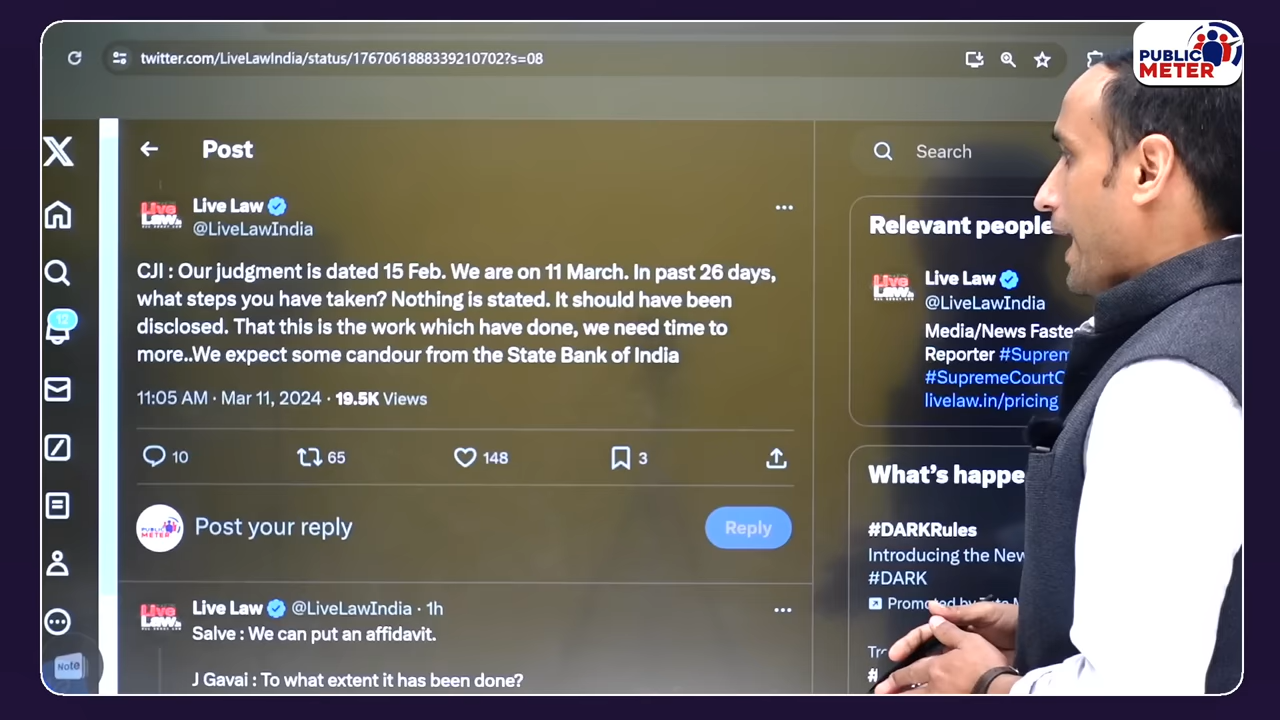 PUBLIC
METER
twitter.com/LiveLawIndia/status/1767061888339210702?s=08
Post
Search
Live Law
@LiveLawIndia
CJI : Our judgment is dated 15 Feb. We are on 11 March. In past 26 days,
what steps you have taken? Nothing is stated. It should have been
disclosed. That this is the work which have done, we need time to
more..We expect some candour from the State Bank of India
11:05 AM · Mar 11, 2024 · 19.5K Views
10 65 148 3
PUBLIC
METER
Post your reply
Reply
Live Law @LiveLawIndia · 1h
Salve : We can put an affidavit.
J Gavai : To what extent it has been done?
12
Note
Relevant people
Live Law
@LiveLawIndia
Media/News
Reporter
livelaw.in/pricing
What's
#DARKRules
Introducing the New
#DARK
Promoted by